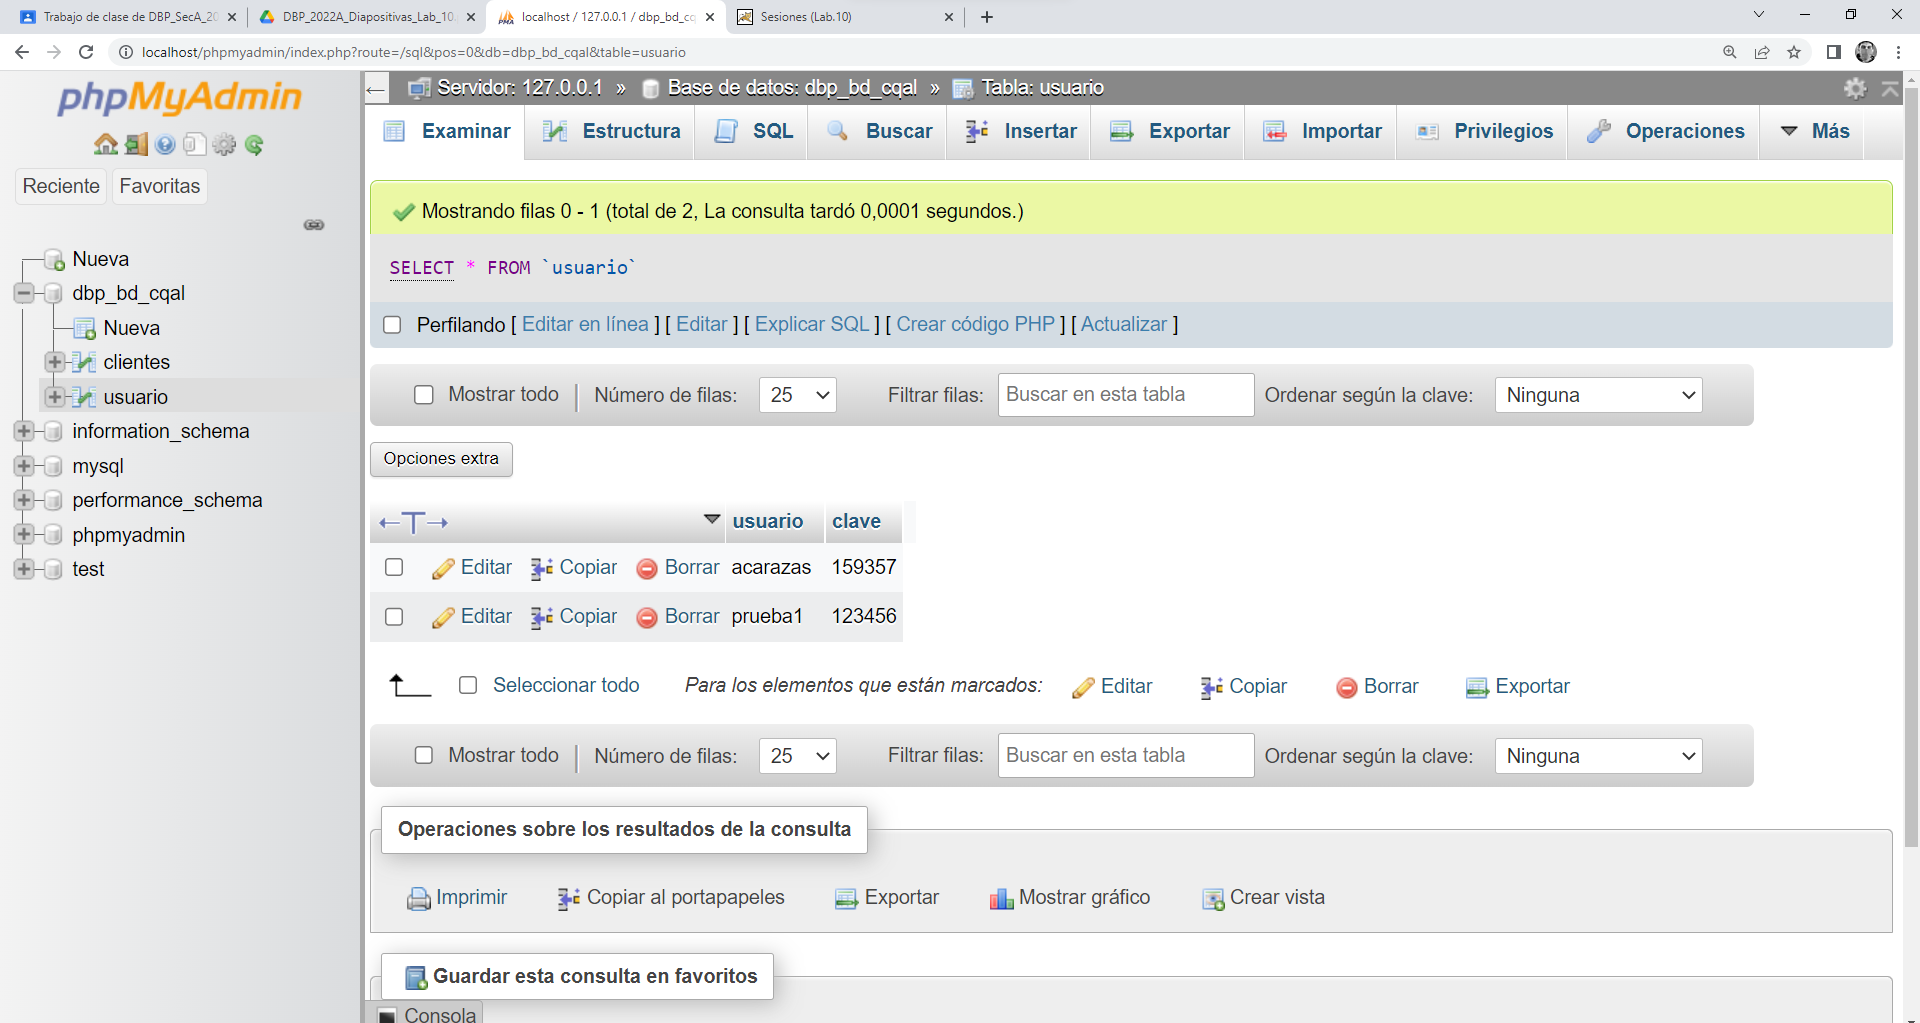 Trabajo de clase de DBP_SecA_20
DBP_2022A_Diapositivas_Lab_10.
localhost / 127.0.0.1 / dbp_bd_cq
Sesiones (Lab.10)
localhost/phpmyadmin/index.php?route=/sql&pos=0&db=dbp_bd_cqal&table=usuario
phpMyAdmin
Reciente Favoritas
Nueva
dbp_bd_cqal
Nueva
clientes
usuario
information_schema
mysql
performance_schema
phpmyadmin
test
Servidor: 127.0.0.1 » Base de datos: dbp_bd_cqal » Tabla: usuario
Examinar Estructura SQL Buscar Insertar Exportar Importar Privilegios Operaciones Más
Mostrando filas 0 - 1 (total de 2, La consulta tardó 0,0001 segundos.)
SELECT * FROM `usuario`
Perfilando [ Editar en línea ] [ Editar ] [ Explicar SQL ] [ Crear código PHP ] [ Actualizar ]
Mostrar todo | Número de filas: 25 Filtrar filas: Buscar en esta tabla Ordenar según la clave: Ninguna
Opciones extra
←T→ usuario clave
Editar Copiar Borrar acarazas 159357
Editar Copiar Borrar prueba1 123456
Seleccionar todo Para los elementos que están marcados: Editar Copiar Borrar Exportar
Mostrar todo | Número de filas: 25 Filtrar filas: Buscar en esta tabla Ordenar según la clave: Ninguna
Operaciones sobre los resultados de la consulta
Imprimir Copiar al portapapeles Exportar Mostrar gráfico Crear vista
Guardar esta consulta en favoritos
Consola